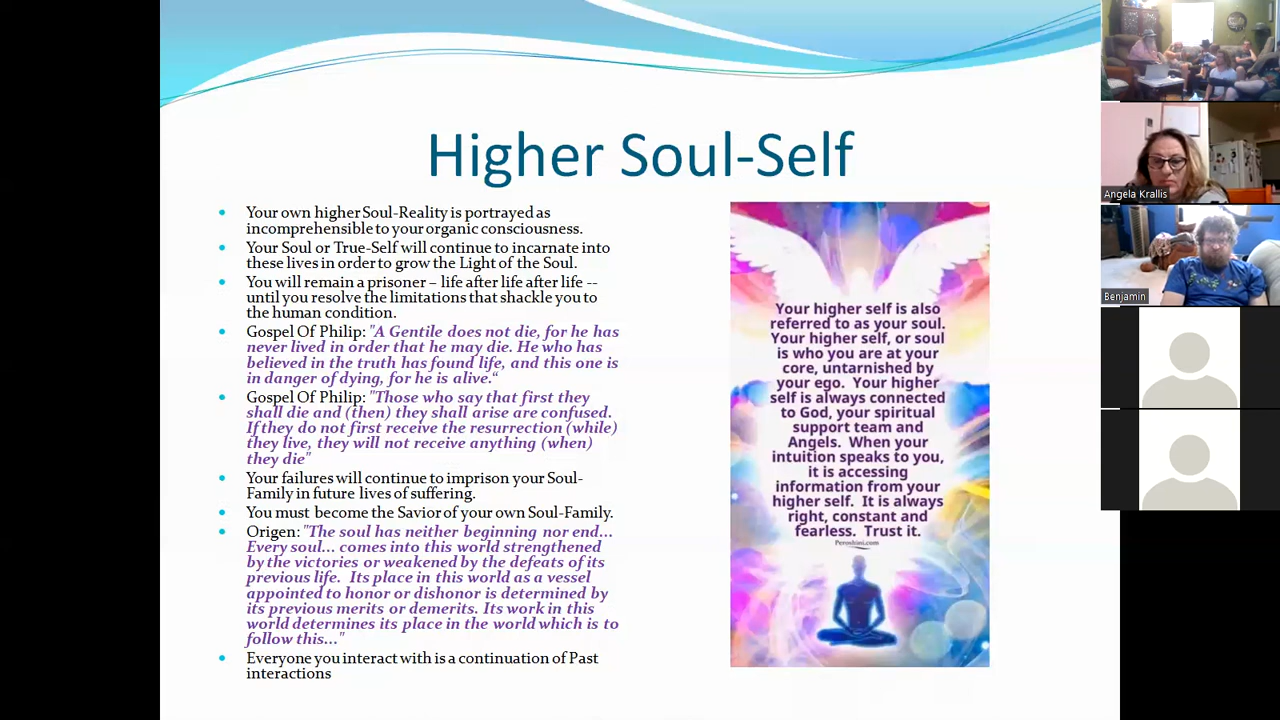 Higher Soul-Self
Your own higher Soul-Reality is portrayed as
incomprehensible to your organic consciousness.
Your Soul or True-Self will continue to incarnate into
these lives in order to grow the Light of the Soul.
You will remain a prisoner – life after life after life --
until you resolve the limitations that shackle you to
the human condition.
Gospel Of Philip: "A Gentile does not die, for he has
never lived in order that he may die. He who has
believed in the truth has found life, and this one is
in danger of dying, for he is alive.“
Gospel Of Philip: "Those who say that first they
shall die and (then) they shall arise are confused.
If they do not first receive the resurrection (while)
they live, they will not receive anything (when)
they die"
Your failures will continue to imprison your Soul-
Family in future lives of suffering.
You must become the Savior of your own Soul-Family.
Origen: "The soul has neither beginning nor end...
Every soul... comes into this world strengthened
by the victories or weakened by the defeats of its
previous life. Its place in this world as a vessel
appointed to honor or dishonor is determined by
its previous merits or demerits. Its work in this
world determines its place in the world which is to
follow this..."
Everyone you interact with is a continuation of Past
interactions
Your higher self is also
referred to as your soul.
Your higher self, or soul
is who you are at your
core, untarnished by
your ego. Your higher
self is always connected
to God, your spiritual
support team and
Angels. When your
intuition speaks to you,
it is accessing
information from your
higher self. It is always
right, constant and
fearless. Trust it.
Peroshini.com
Angela Krallis
Benjamin